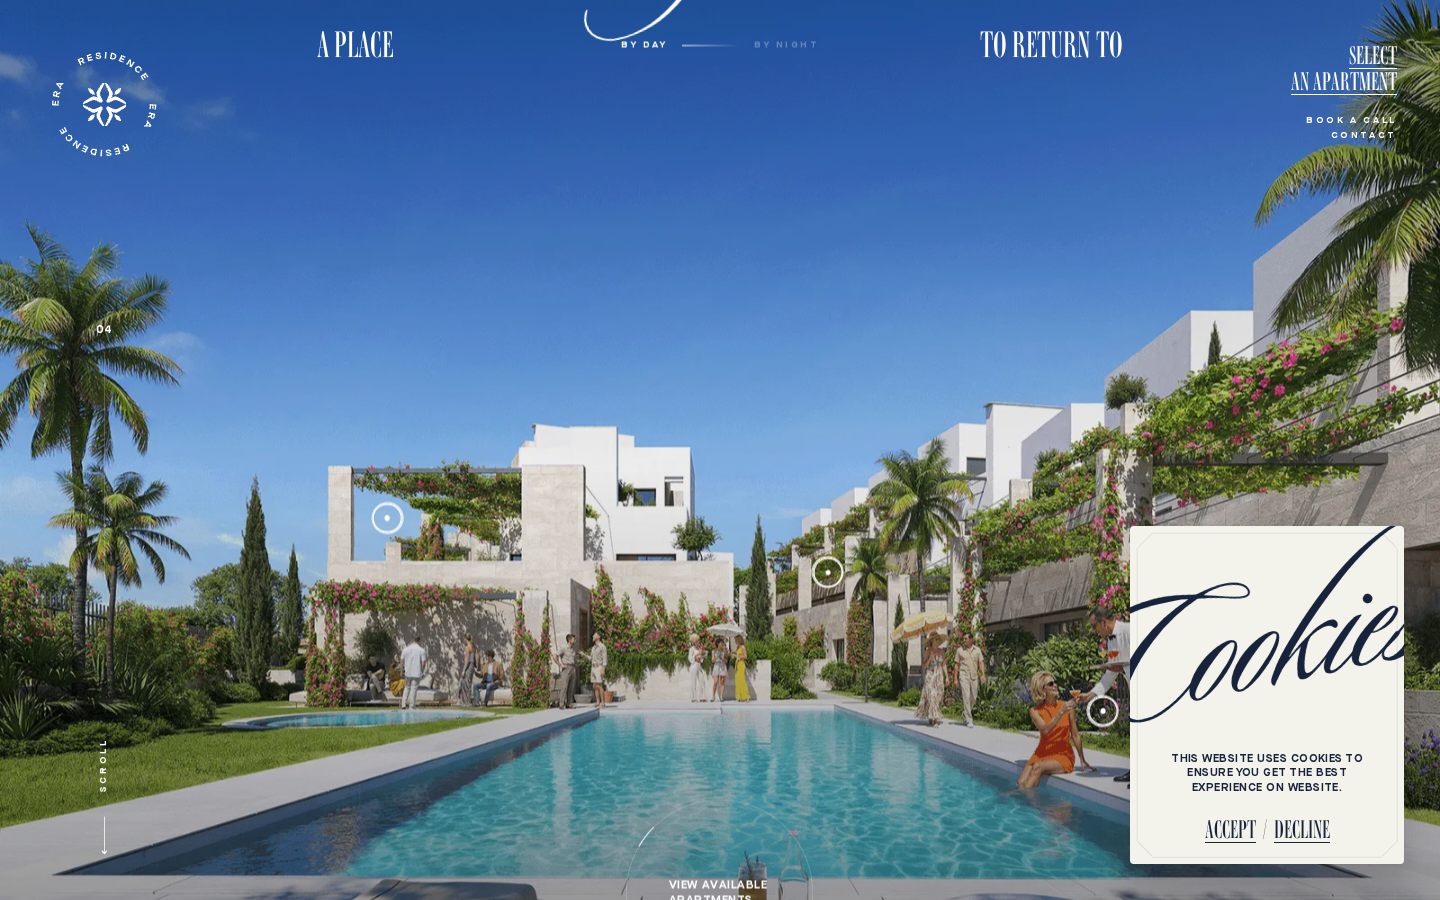 A PLACE
BY DAY
BY NIGHT
TO RETURN TO
SELECT
AN APARTMENT
BOOK A CALL
CONTACT
RESIDENCE
ERA
RESIDENCE
ERA
04
SCROLL
Cookies
THIS WEBSITE USES COOKIES TO
ENSURE YOU GET THE BEST
EXPERIENCE ON WEBSITE.
ACCEPT / DECLINE
VIEW AVAILABLE
APARTMENTS